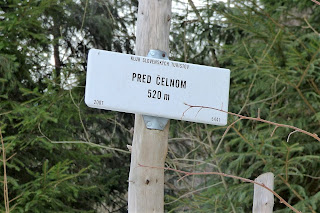 KLUB SLOVENSKÝCH TURISTOV
PRED ČELNOM
520 m